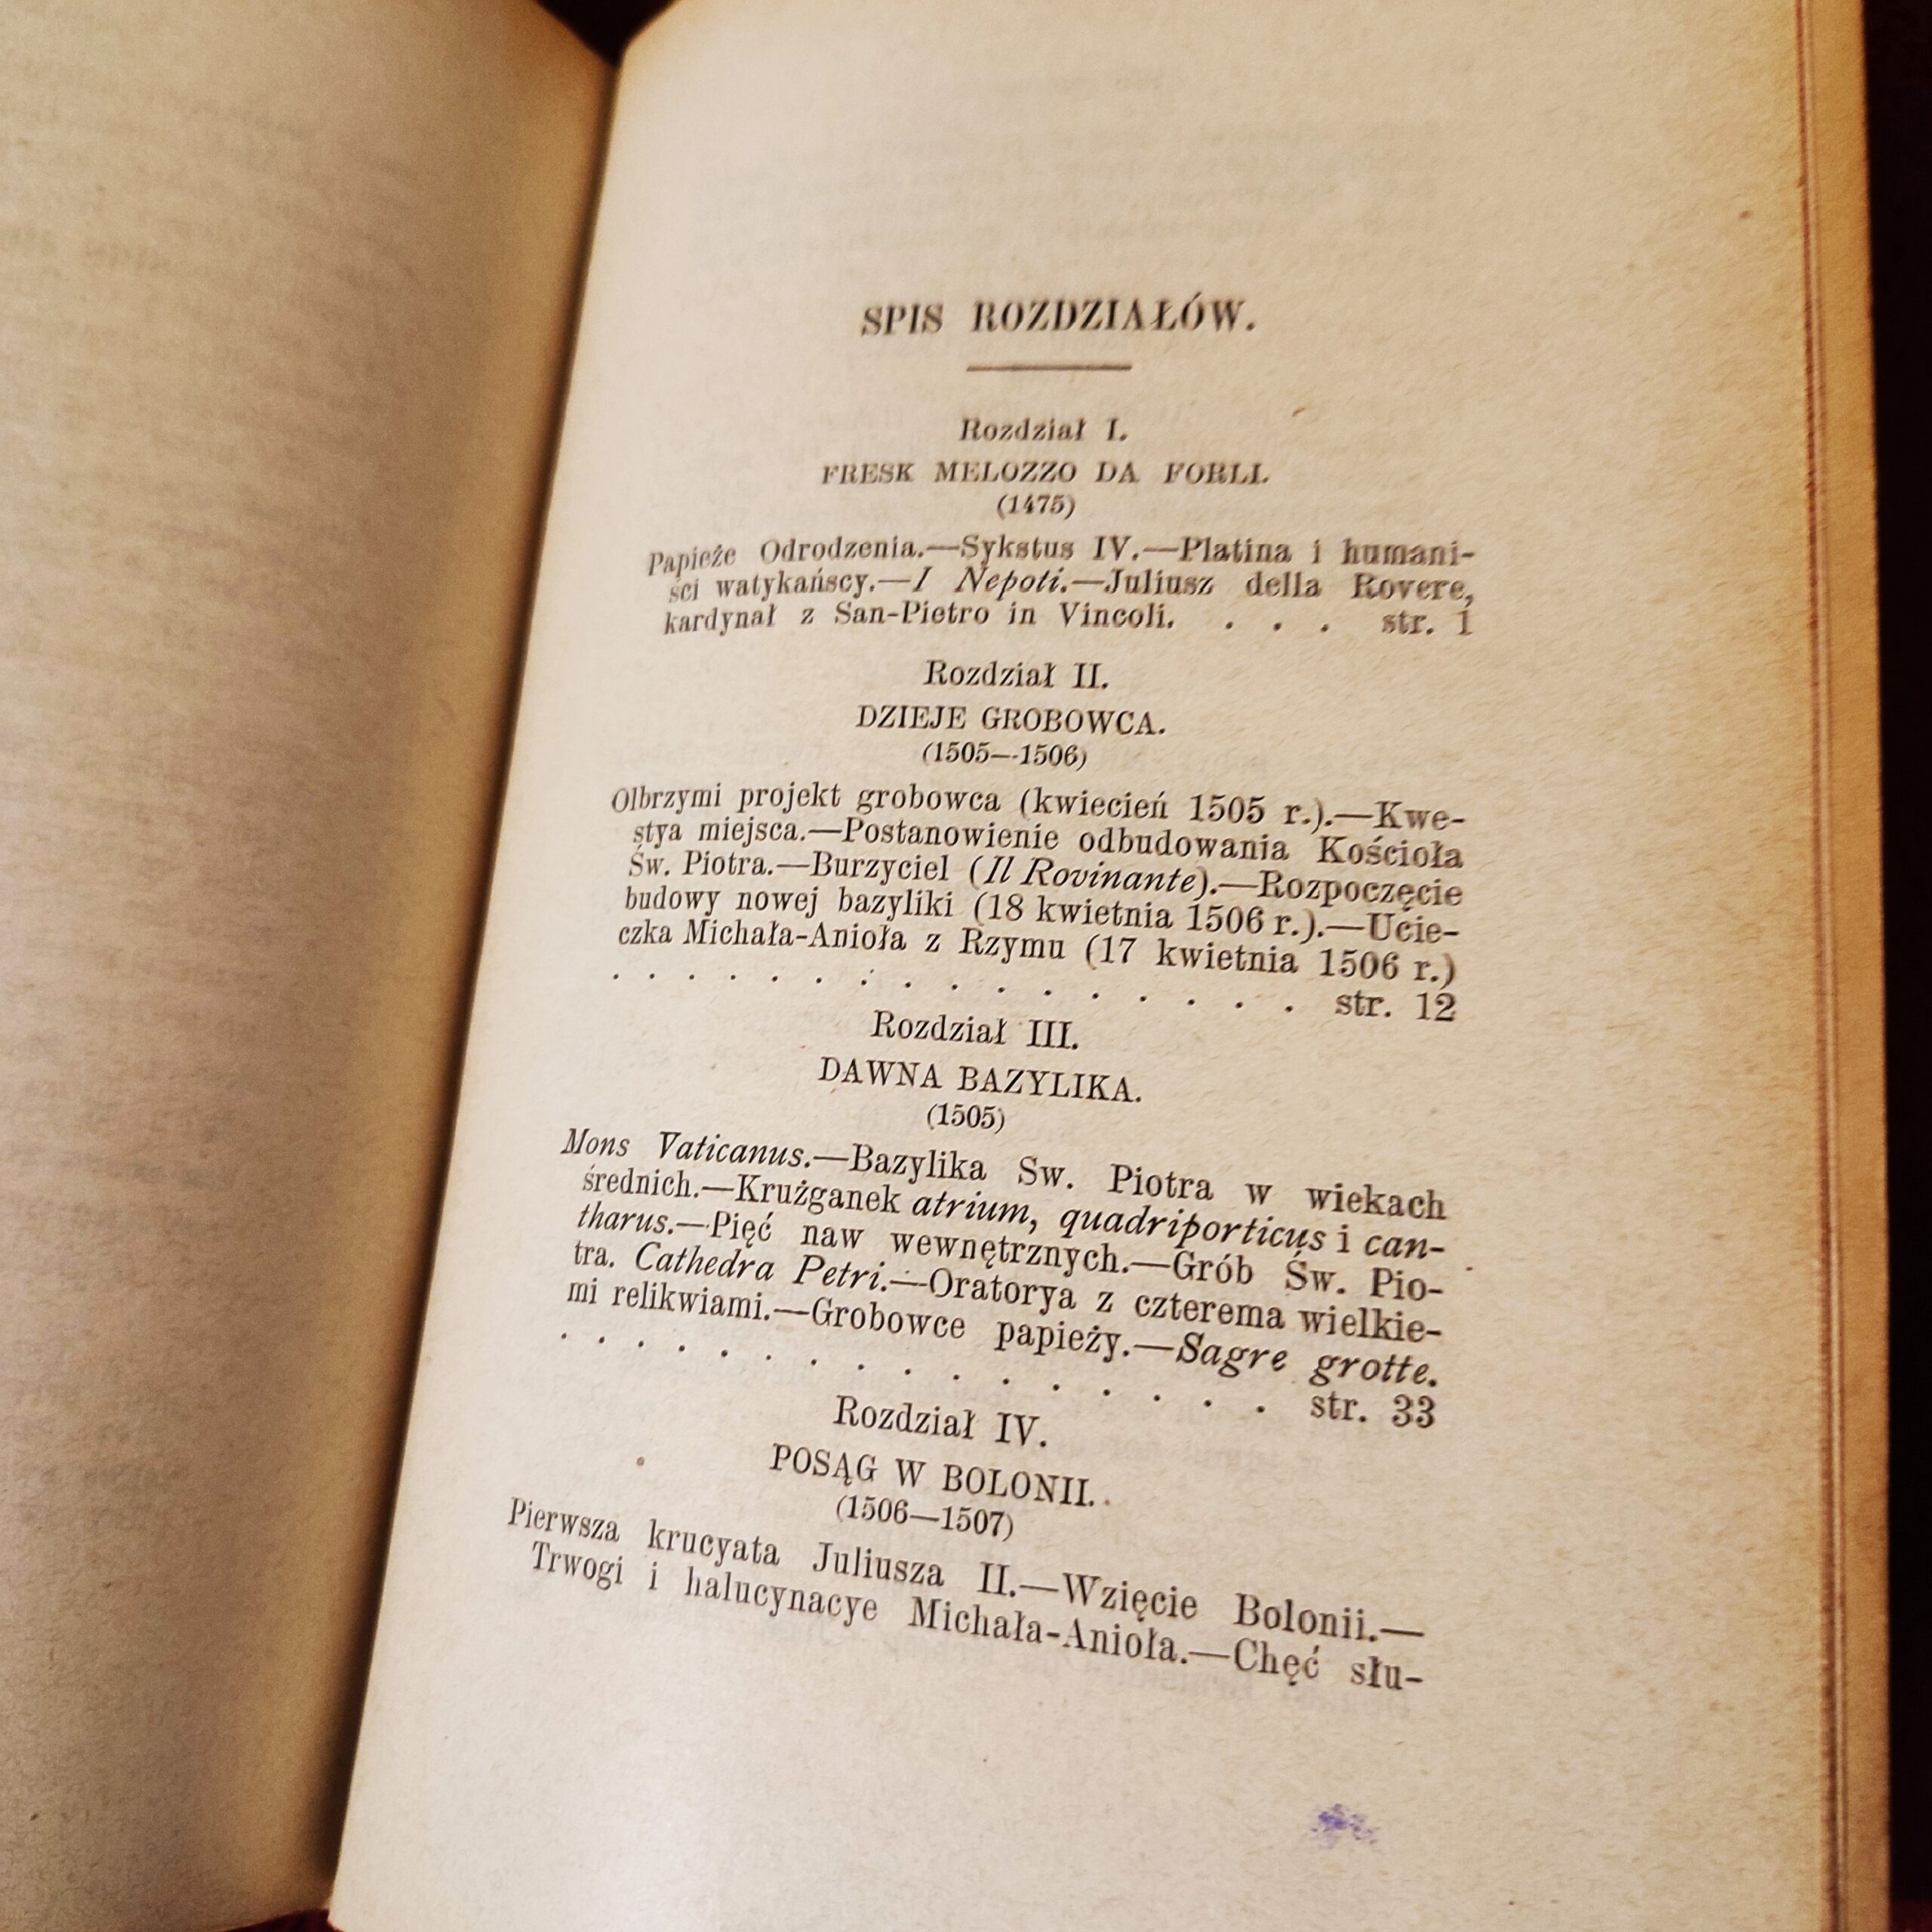 SPIS ROZDZIAŁÓW.
Rozdział I.
FRESK MELOZZO DA FORLI.
(1475)
Papieże Odrodzenia.—Sykstus IV.—Platina i humani-
ści watykańscy.—I Nepoti.—Juliusz della Rovere,
kardynał z San-Pietro in Vincoli. . . . str. 1
Rozdział II.
DZIEJE GROBOWCA.
(1505—1506)
Olbrzymi projekt grobowca (kwiecień 1505 r.).—Kwe-
stya miejsca.—Postanowienie odbudowania Kościoła
Św. Piotra.—Burzyciel (Il Rovinante).—Rozpoczęcie
budowy nowej bazyliki (18 kwietnia 1506 r.).—Ucie-
czka Michała-Anioła z Rzymu (17 kwietnia 1506 r.)
. . . . . . . . . . . . . . . . str. 12
Rozdział III.
DAWNA BAZYLIKA.
(1505)
Mons Vaticanus.—Bazylika Sw. Piotra w wiekach
średnich.—Krużganek atrium, quadriporticus i can-
tharus.—Pięć naw wewnętrznych.—Grób Św. Pio-
tra. Cathedra Petri.—Oratorya z czterema wielkie-
mi relikwiami.—Grobowce papieży.—Sagre grotte.
. . . . . . . . . . . . . . . . str. 33
Rozdział IV.
POSĄG W BOLONII.
(1506—1507)
Pierwsza krucyata Juliusza II.—Wzięcie Bolonii.—
Trwogi i halucynacye Michała-Anioła.—Chęć słu-